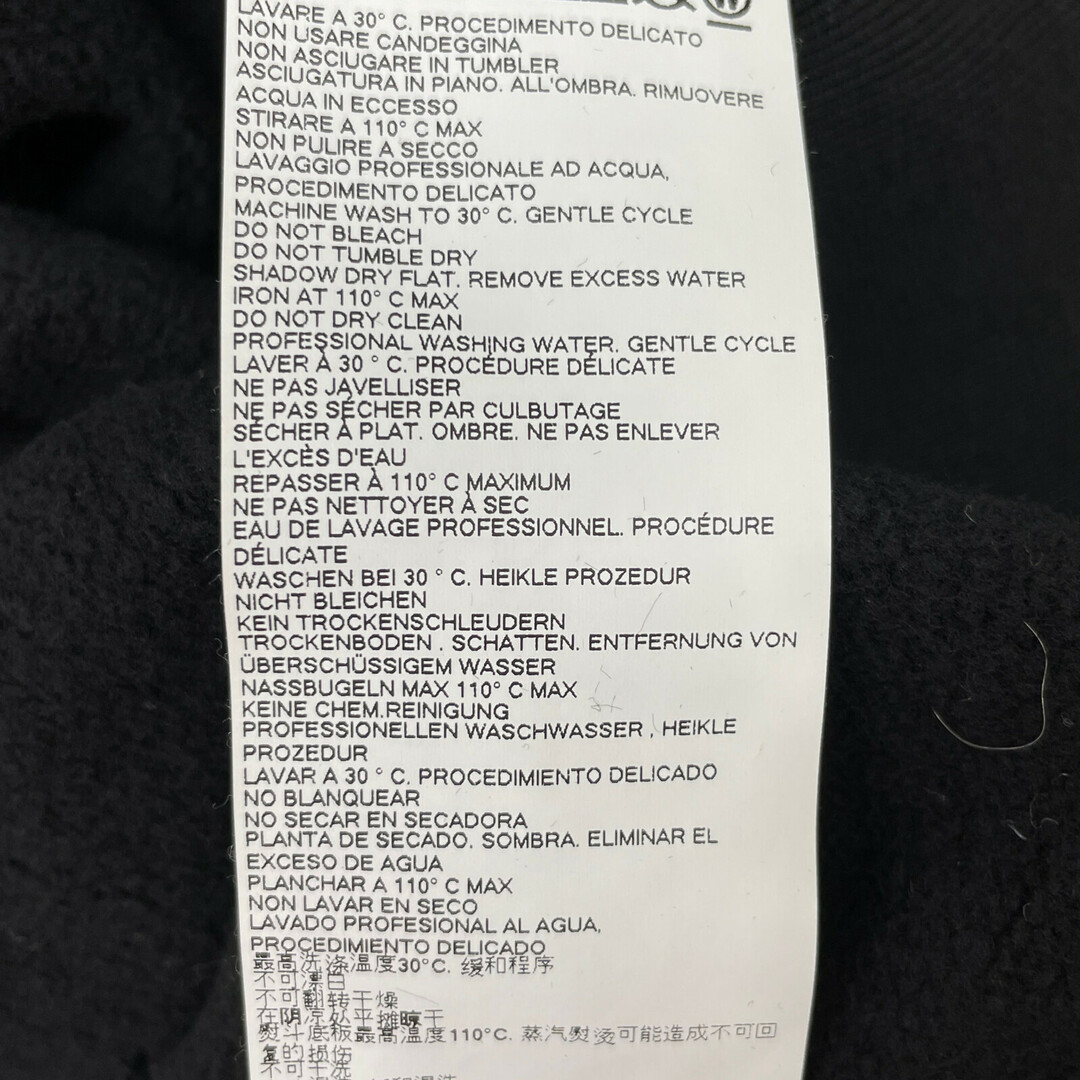 LAVARE A 30° C. PROCEDIMENTO DELICATO
NON USARE CANDEGGINA
NON ASCIUGARE IN TUMBLER
ASCIUGATURA IN PIANO. ALL'OMBRA. RIMUOVERE
ACQUA IN ECCESSO
STIRARE A 110° C MAX
NON PULIRE A SECCO
LAVAGGIO PROFESSIONALE AD ACQUA,
PROCEDIMENTO DELICATO
MACHINE WASH TO 30° C. GENTLE CYCLE
DO NOT BLEACH
DO NOT TUMBLE DRY
SHADOW DRY FLAT. REMOVE EXCESS WATER
IRON AT 110° C MAX
DO NOT DRY CLEAN
PROFESSIONAL WASHING WATER. GENTLE CYCLE
LAVER À 30 ° C. PROCÉDURE DÉLICATE
NE PAS JAVELLISER
NE PAS SÉCHER PAR CULBUTAGE
SÉCHER À PLAT. OMBRE. NE PAS ENLEVER
L'EXCÈS D'EAU
REPASSER À 110° C MAXIMUM
NE PAS NETTOYER À SEC
EAU DE LAVAGE PROFESSIONNEL. PROCÉDURE
DÉLICATE
WASCHEN BEI 30 ° C. HEIKLE PROZEDUR
NICHT BLEICHEN
KEIN TROCKENSCHLEUDERN
TROCKENBODEN . SCHATTEN. ENTFERNUNG VON
ÜBERSCHÜSSIGEM WASSER
NASSBUGELN MAX 110° C MAX
KEINE CHEM.REINIGUNG
PROFESSIONELLEN WASCHWASSER , HEIKLE
PROZEDUR
LAVAR A 30 ° C. PROCEDIMIENTO DELICADO
NO BLANQUEAR
NO SECAR EN SECADORA
PLANTA DE SECADO. SOMBRA. ELIMINAR EL
EXCESO DE AGUA
PLANCHAR A 110° C MAX
NON LAVAR EN SECO
LAVADO PROFESIONAL AL AGUA,
PROCEDIMIENTO DELICADO
最高洗涤温度30°C. 缓和程序
不可漂白
不可翻转干燥
在阴凉处平摊晾干
熨斗底板最高温度110°C. 蒸汽熨烫可能造成不可回
复的损伤
不可干洗